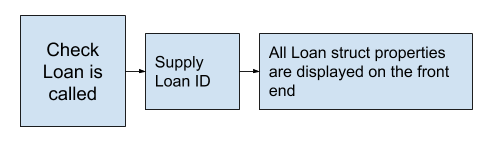 Check
Loan is
called
Supply
Loan ID
All Loan struct properties
are displayed on the front
end